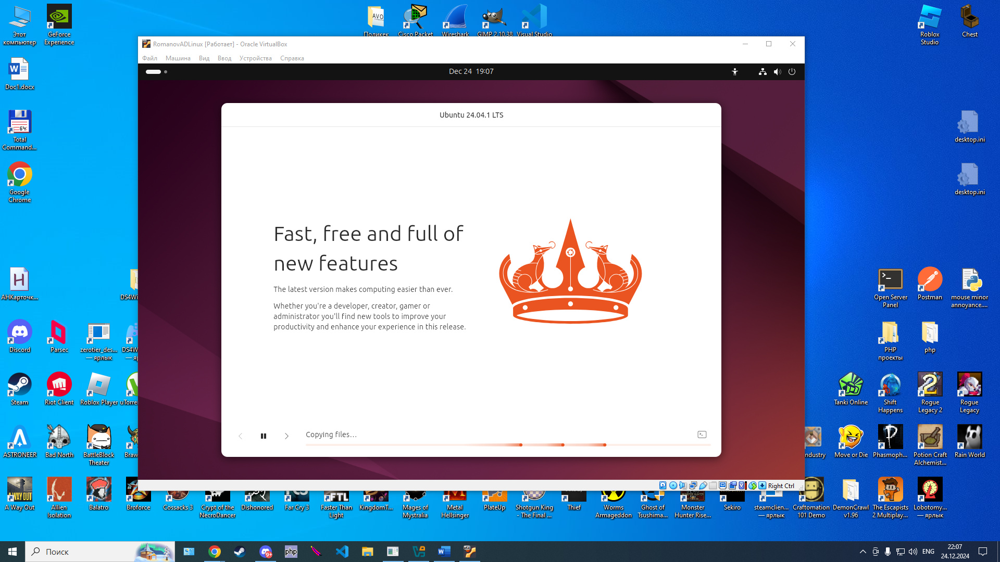 Этот
компьютер
GeForce
Experience
Поликек
Cisco Packet
Wireshark
GIMP 2.10.38
Visual Studio
Roblox
Studio
Chest
RomanovADLinux [Работает] - Oracle VirtualBox
Файл Машина Вид Ввод Устройства Справка
Dec 24 19:07
Doc1.docx
Total
Command...
Google
Chrome
desktop.ini
desktop.ini
Ubuntu 24.04.1 LTS
Fast, free and full of
new features
The latest version makes computing easier than ever.
Whether you're a developer, creator, gamer or
administrator you'll find new tools to improve your
productivity and enhance your experience in this release.
Copying files…
Right Ctrl
АНКарточк...
DS4Wi
Open Server
Panel
Postman
mouse minor
annoyance....
Discord
Parsec
zerotier_des...
— ярлык
DS4W
— яр
PHP
проекты
php
Steam
Riot Client
Roblox Player
uTorre
Tanki Online
Shift
Happens
Rogue
Legacy 2
Rogue
Legacy
ASTRONEER
Bad North
BattleBlock
Theater
Braw
ndustry
Move or Die
Phasmoph...
Potion Craft
Alchemist...
Rain World
A Way Out
Allien
Isolation
Balatro
Broforce
Cossacks 3
Crypt of the
NecroDancer
Dishonored
Far Cry 3
Faster Than
Light
KingdomT...
Mages of
Mystralia
Metal
Hellsinger
PlateUp
Shotgun King
- The Final ...
Thief
Worms
Armageddon
Ghost of
Tsushima...
Monster
Hunter Rise...
Sekiro
steamclien...
— ярлык
Craftomation
101 Demo
DemonCrawl
v1.96
The Escapists
2 Multiplay...
Lobotomy...
— ярлык
Поиск
ENG
22:07
24.12.2024